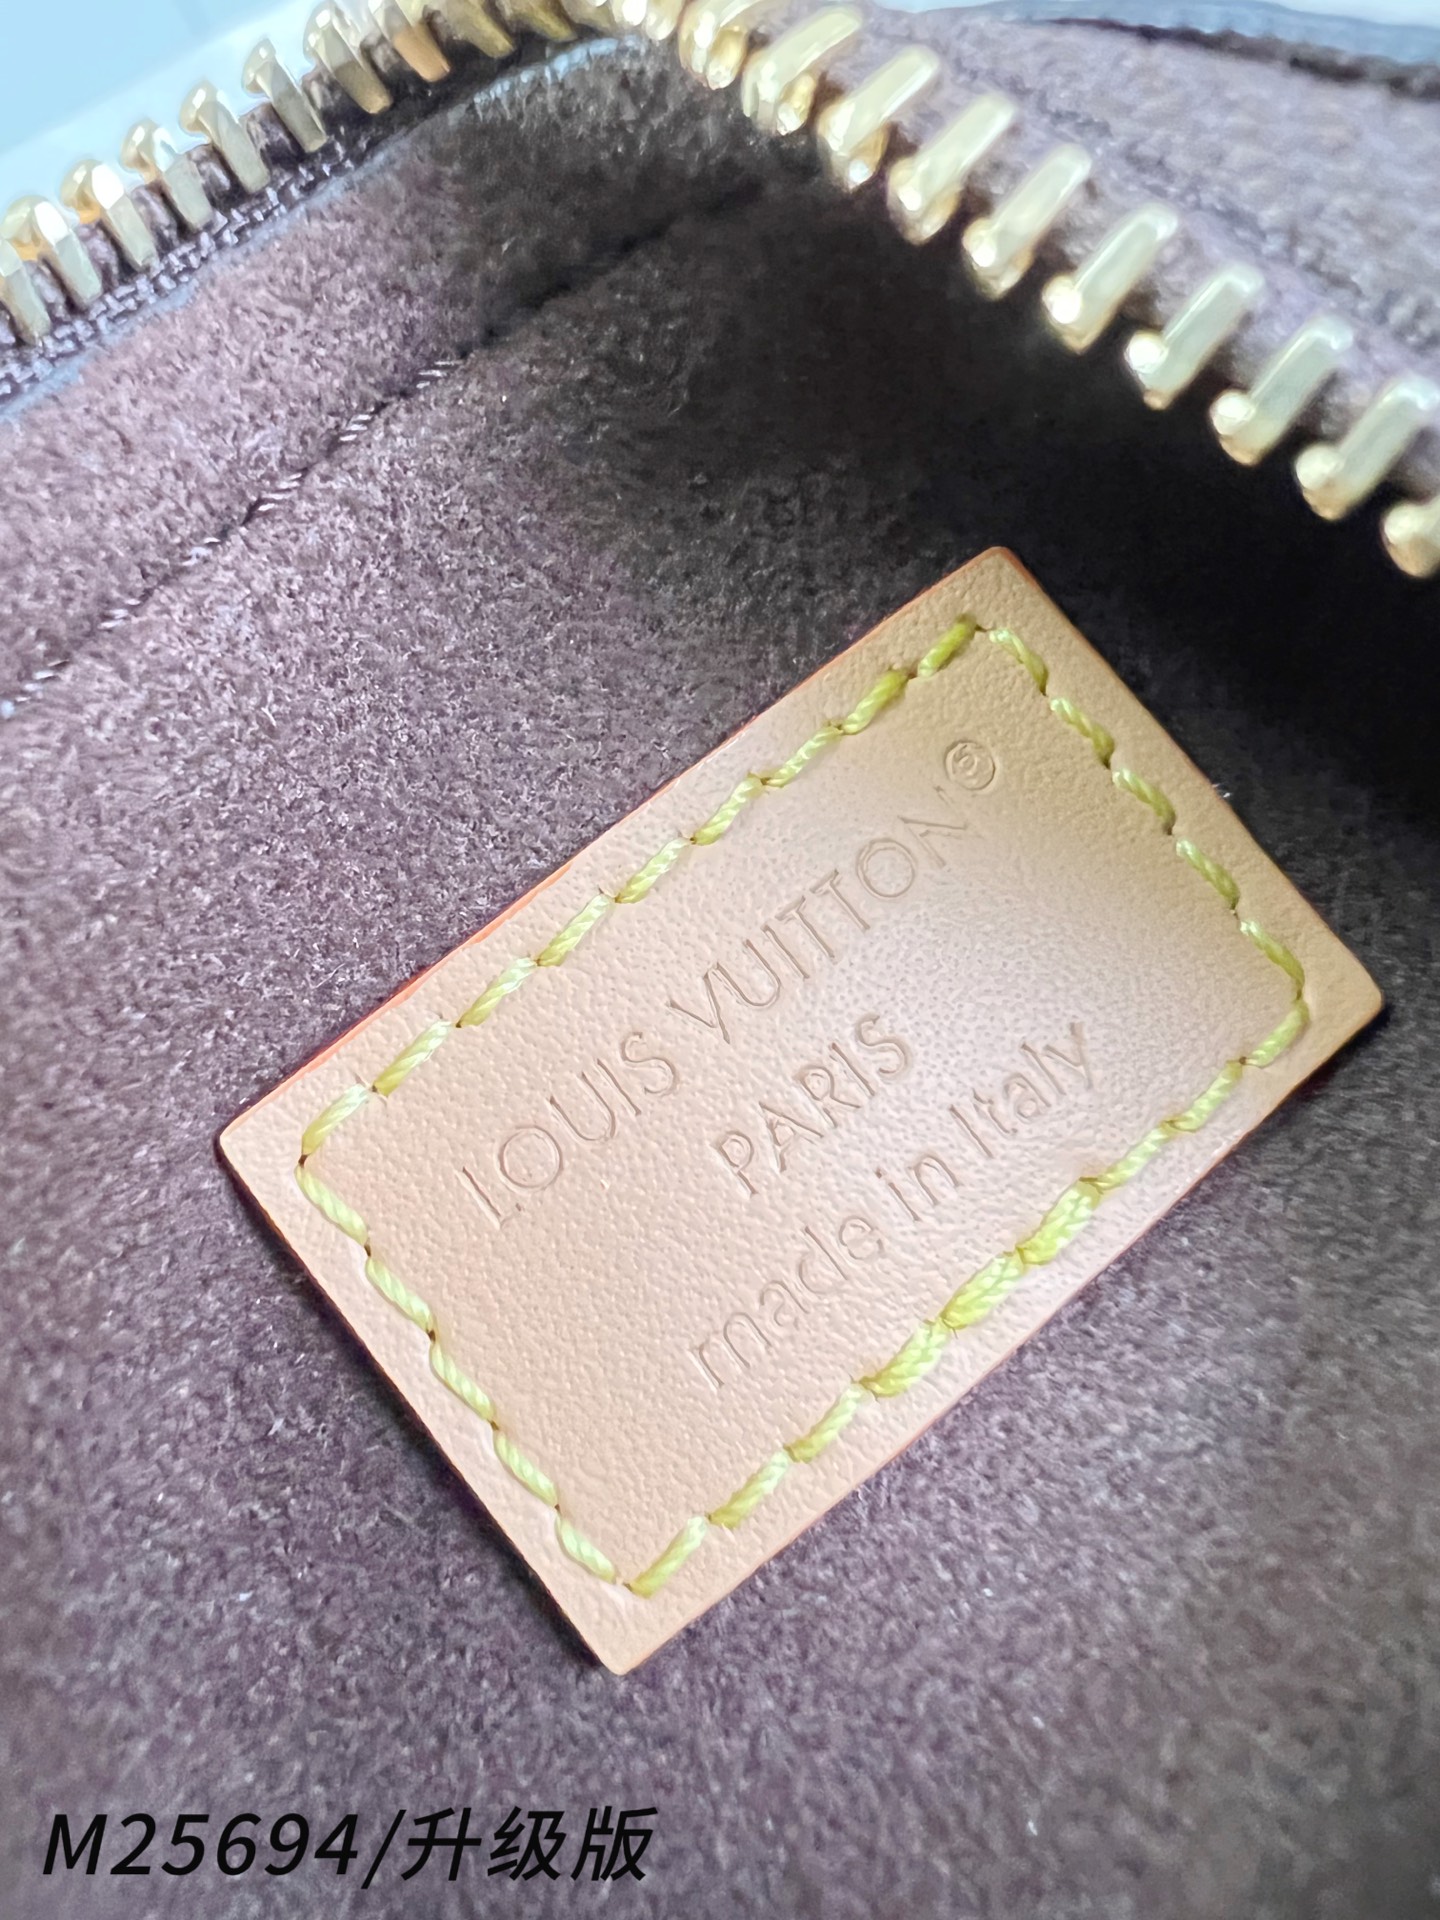 LOUIS VUITTON®
PARIS
made in Italy
M25694/升级版